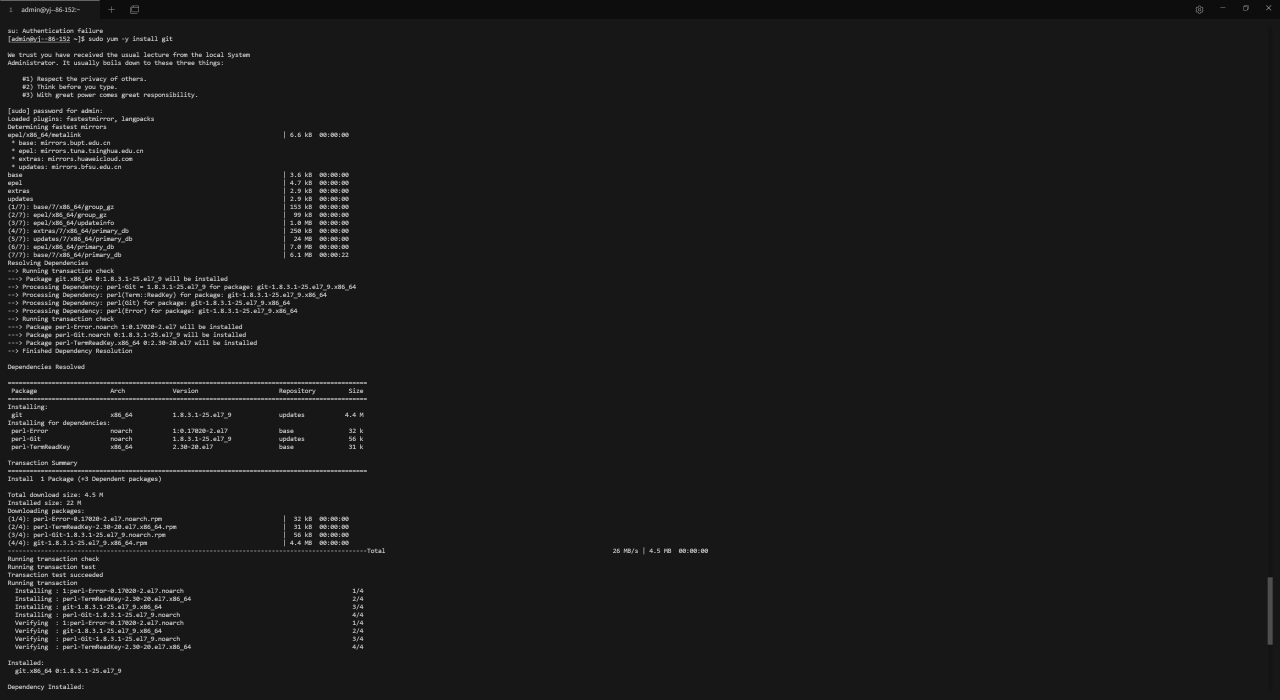 1 admin@yj--86-152:~
su: Authentication failure
[admin@yj--86-152 ~]$ sudo yum -y install git
We trust you have received the usual lecture from the local System
Administrator. It usually boils down to these three things:
#1) Respect the privacy of others.
#2) Think before you type.
#3) With great power comes great responsibility.
[sudo] password for admin:
Loaded plugins: fastestmirror, langpacks
Determining fastest mirrors
epel/x86_64/metalink | 6.6 kB 00:00:00
* base: mirrors.bupt.edu.cn
* epel: mirrors.tuna.tsinghua.edu.cn
* extras: mirrors.huaweicloud.com
* updates: mirrors.bfsu.edu.cn
base | 3.6 kB 00:00:00
epel | 4.7 kB 00:00:00
extras | 2.9 kB 00:00:00
updates | 2.9 kB 00:00:00
(1/7): base/7/x86_64/group_gz | 153 kB 00:00:00
(2/7): epel/x86_64/group_gz | 99 kB 00:00:00
(3/7): epel/x86_64/updateinfo | 1.0 MB 00:00:00
(4/7): extras/7/x86_64/primary_db | 250 kB 00:00:00
(5/7): updates/7/x86_64/primary_db | 24 MB 00:00:00
(6/7): epel/x86_64/primary_db | 7.0 MB 00:00:00
(7/7): base/7/x86_64/primary_db | 6.1 MB 00:00:22
Resolving Dependencies
--> Running transaction check
---> Package git.x86_64 0:1.8.3.1-25.el7_9 will be installed
--> Processing Dependency: perl-Git = 1.8.3.1-25.el7_9 for package: git-1.8.3.1-25.el7_9.x86_64
--> Processing Dependency: perl(Term::ReadKey) for package: git-1.8.3.1-25.el7_9.x86_64
--> Processing Dependency: perl(Git) for package: git-1.8.3.1-25.el7_9.x86_64
--> Processing Dependency: perl(Error) for package: git-1.8.3.1-25.el7_9.x86_64
--> Running transaction check
---> Package perl-Error.noarch 1:0.17020-2.el7 will be installed
---> Package perl-Git.noarch 0:1.8.3.1-25.el7_9 will be installed
---> Package perl-TermReadKey.x86_64 0:2.30-20.el7 will be installed
--> Finished Dependency Resolution
Dependencies Resolved
================================================================================
Package Arch Version Repository Size
================================================================================
Installing:
git x86_64 1.8.3.1-25.el7_9 updates 4.4 M
Installing for dependencies:
perl-Error noarch 1:0.17020-2.el7 base 32 k
perl-Git noarch 1.8.3.1-25.el7_9 updates 56 k
perl-TermReadKey x86_64 2.30-20.el7 base 31 k
Transaction Summary
================================================================================
Install 1 Package (+3 Dependent packages)
Total download size: 4.5 M
Installed size: 22 M
Downloading packages:
(1/4): perl-Error-0.17020-2.el7.noarch.rpm | 32 kB 00:00:00
(2/4): perl-TermReadKey-2.30-20.el7.x86_64.rpm | 31 kB 00:00:00
(3/4): perl-Git-1.8.3.1-25.el7_9.noarch.rpm | 56 kB 00:00:00
(4/4): git-1.8.3.1-25.el7_9.x86_64.rpm | 4.4 MB 00:00:00
--------------------------------------------------------------------------------Total 26 MB/s | 4.5 MB 00:00:00
Running transaction check
Running transaction test
Transaction test succeeded
Running transaction
Installing : 1:perl-Error-0.17020-2.el7.noarch 1/4
Installing : perl-TermReadKey-2.30-20.el7.x86_64 2/4
Installing : git-1.8.3.1-25.el7_9.x86_64 3/4
Installing : perl-Git-1.8.3.1-25.el7_9.noarch 4/4
Verifying : 1:perl-Error-0.17020-2.el7.noarch 1/4
Verifying : git-1.8.3.1-25.el7_9.x86_64 2/4
Verifying : perl-Git-1.8.3.1-25.el7_9.noarch 3/4
Verifying : perl-TermReadKey-2.30-20.el7.x86_64 4/4
Installed:
git.x86_64 0:1.8.3.1-25.el7_9
Dependency Installed: